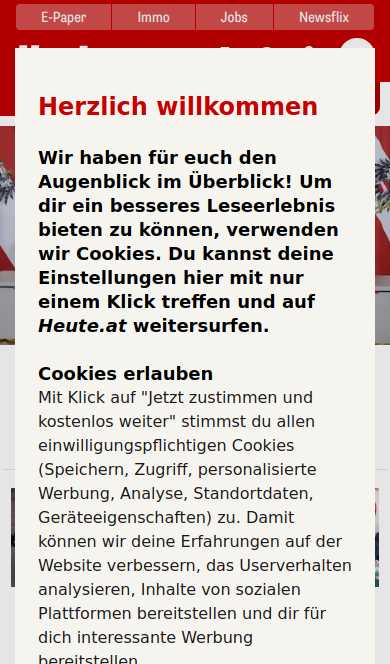 E-Paper
Immo
Jobs
Newsflix
Herzlich willkommen
Wir haben für euch den
Augenblick im Überblick! Um
dir ein besseres Leseerlebnis
bieten zu können, verwenden
wir Cookies. Du kannst deine
Einstellungen hier mit nur
einem Klick treffen und auf
Heute.at weitersurfen.
Cookies erlauben
Mit Klick auf "Jetzt zustimmen und
kostenlos weiter" stimmst du allen
einwilligungspflichtigen Cookies
(Speichern, Zugriff, personalisierte
Werbung, Analyse, Standortdaten,
Geräteeigenschaften) zu. Damit
können wir deine Erfahrungen auf der
Website verbessern, das Userverhalten
analysieren, Inhalte von sozialen
Plattformen bereitstellen und dir für
dich interessante Werbung
bereitstellen